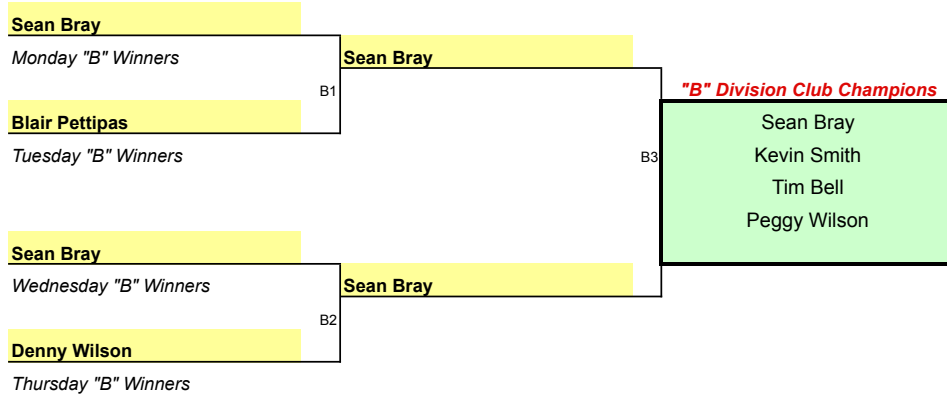 Sean Bray
Monday "B" Winners
Sean Bray
B1
"B" Division Club Champions
Blair Pettipas
Sean Bray
Tuesday "B" Winners
B3
Kevin Smith
Tim Bell
Peggy Wilson
Sean Bray
Wednesday "B" Winners
Sean Bray
B2
Denny Wilson
Thursday "B" Winners